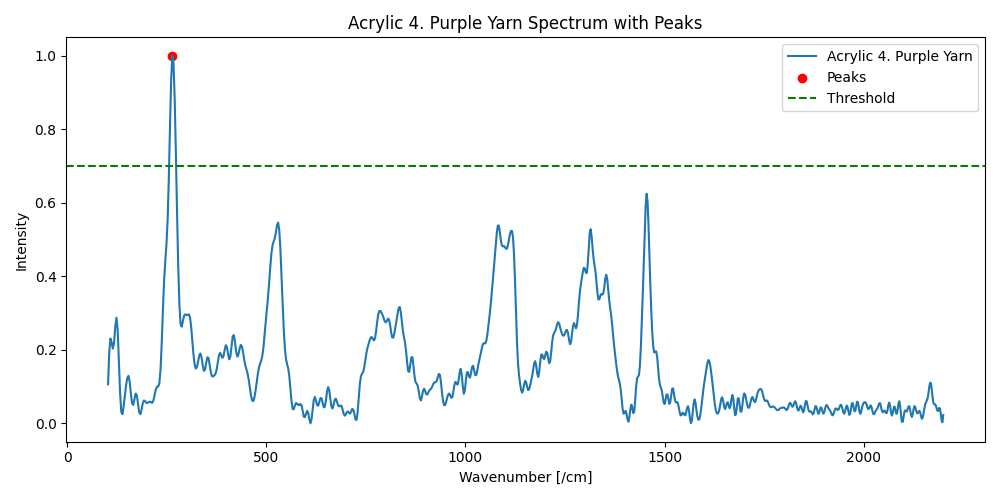 Acrylic 4. Purple Yarn Spectrum with Peaks
Acrylic 4. Purple Yarn
Peaks
Threshold
Intensity
1.0
0.8
0.6
0.4
0.2
0.0
0 500 1000 1500 2000
Wavenumber [/cm]